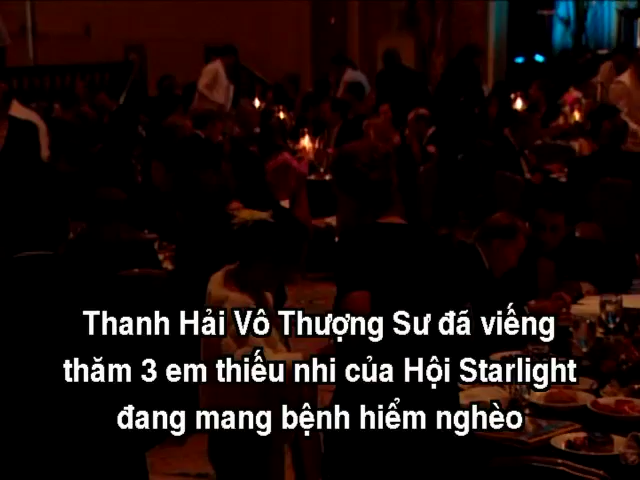 Thanh Hải Vô Thượng Sư đã viếng
thăm 3 em thiếu nhi của Hội Starlight
đang mang bệnh hiểm nghèo